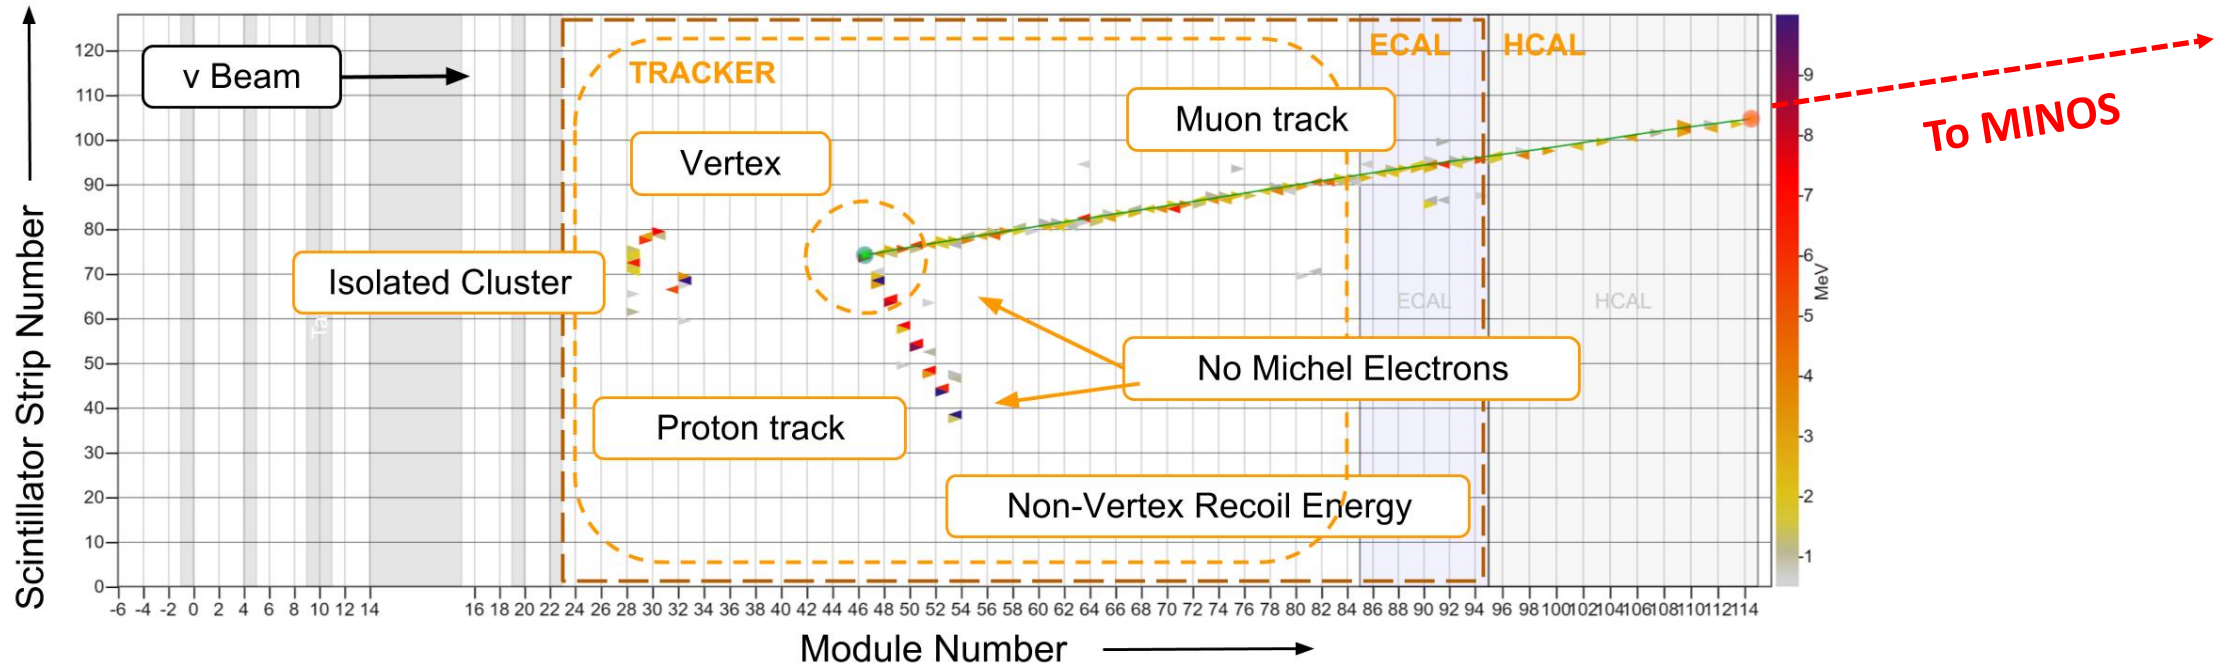 Scintillator Strip Number
120
110
100
90
80
70
60
50
40
30
20
10
0
ν Beam
TRACKER
ECAL
HCAL
Muon track
Vertex
To MINOS
Isolated Cluster
Ta
ECAL
HCAL
No Michel Electrons
Proton track
Non-Vertex Recoil Energy
9
8
7
6
5
4
3
2
1
MeV
-6 -4 -2 0 2 4 6 8 10 12 14 16 18 20 22 24 26 28 30 32 34 36 38 40 42 44 46 48 50 52 54 56 58 60 62 64 66 68 70 72 74 76 78 80 82 84 86 88 90 92 94 96 98 100 102 104 106 108 110 112 114
Module Number